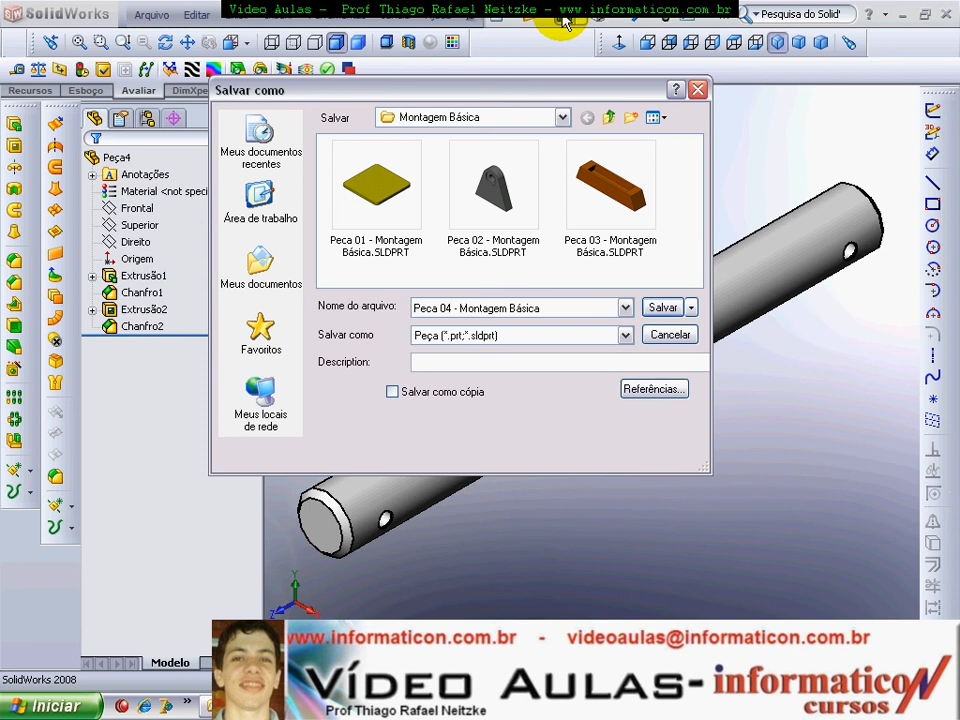 Video Aulas - Prof Thiago Rafael Neitzke - www.informaticon.com.br
SolidWorks
Arquivo Editar
Pesquisa do Solid'
Recursos Esboço Avaliar DimXpe
Salvar como
Salvar
Montagem Básica
Peça4
Anotações
Material <not speci
Frontal
Superior
Direito
Origem
Extrusão1
Chanfro1
Extrusão2
Chanfro2
Meus documentos
recentes
Área de trabalho
Meus documentos
Favoritos
Meus locais
de rede
Peca 01 - Montagem
Básica.SLDPRT
Peca 02 - Montagem
Básica.SLDPRT
Peca 03 - Montagem
Básica.SLDPRT
Nome do arquivo:
Peca 04 - Montagem Básica
Salvar
Salvar como
Peça (*.prt;*.sldprt)
Cancelar
Description:
Salvar como cópia
Referências...
Y
Z
Modelo
SolidWorks 2008
Iniciar
www.informaticon.com.br - videoaulas@informaticon.com.br
Vídeo Aulas- informaticon
cursos
Prof Thiago Rafael Neitzke